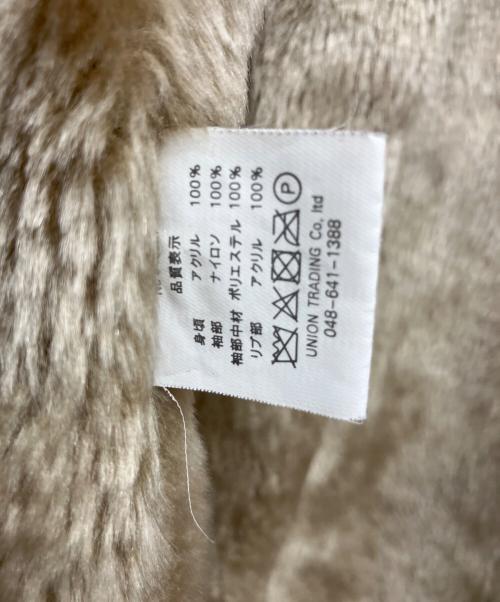 品質表示
身頃 アクリル 100%
袖部 ナイロン 100%
袖部中材 ポリエステル 100%
リブ部 アクリル 100%
P
UNION TRADING Co, ltd
048-641-1388